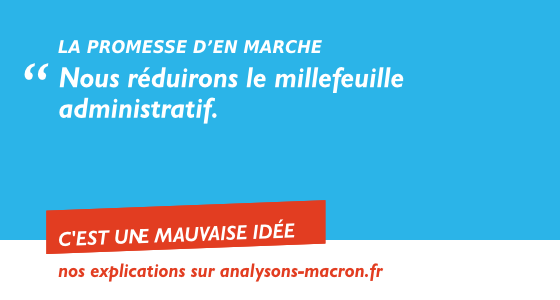 LA PROMESSE D’EN MARCHE
“ Nous réduirons le millefeuille
administratif.
C'EST UNE MAUVAISE IDÉE
nos explications sur analysons-macron.fr